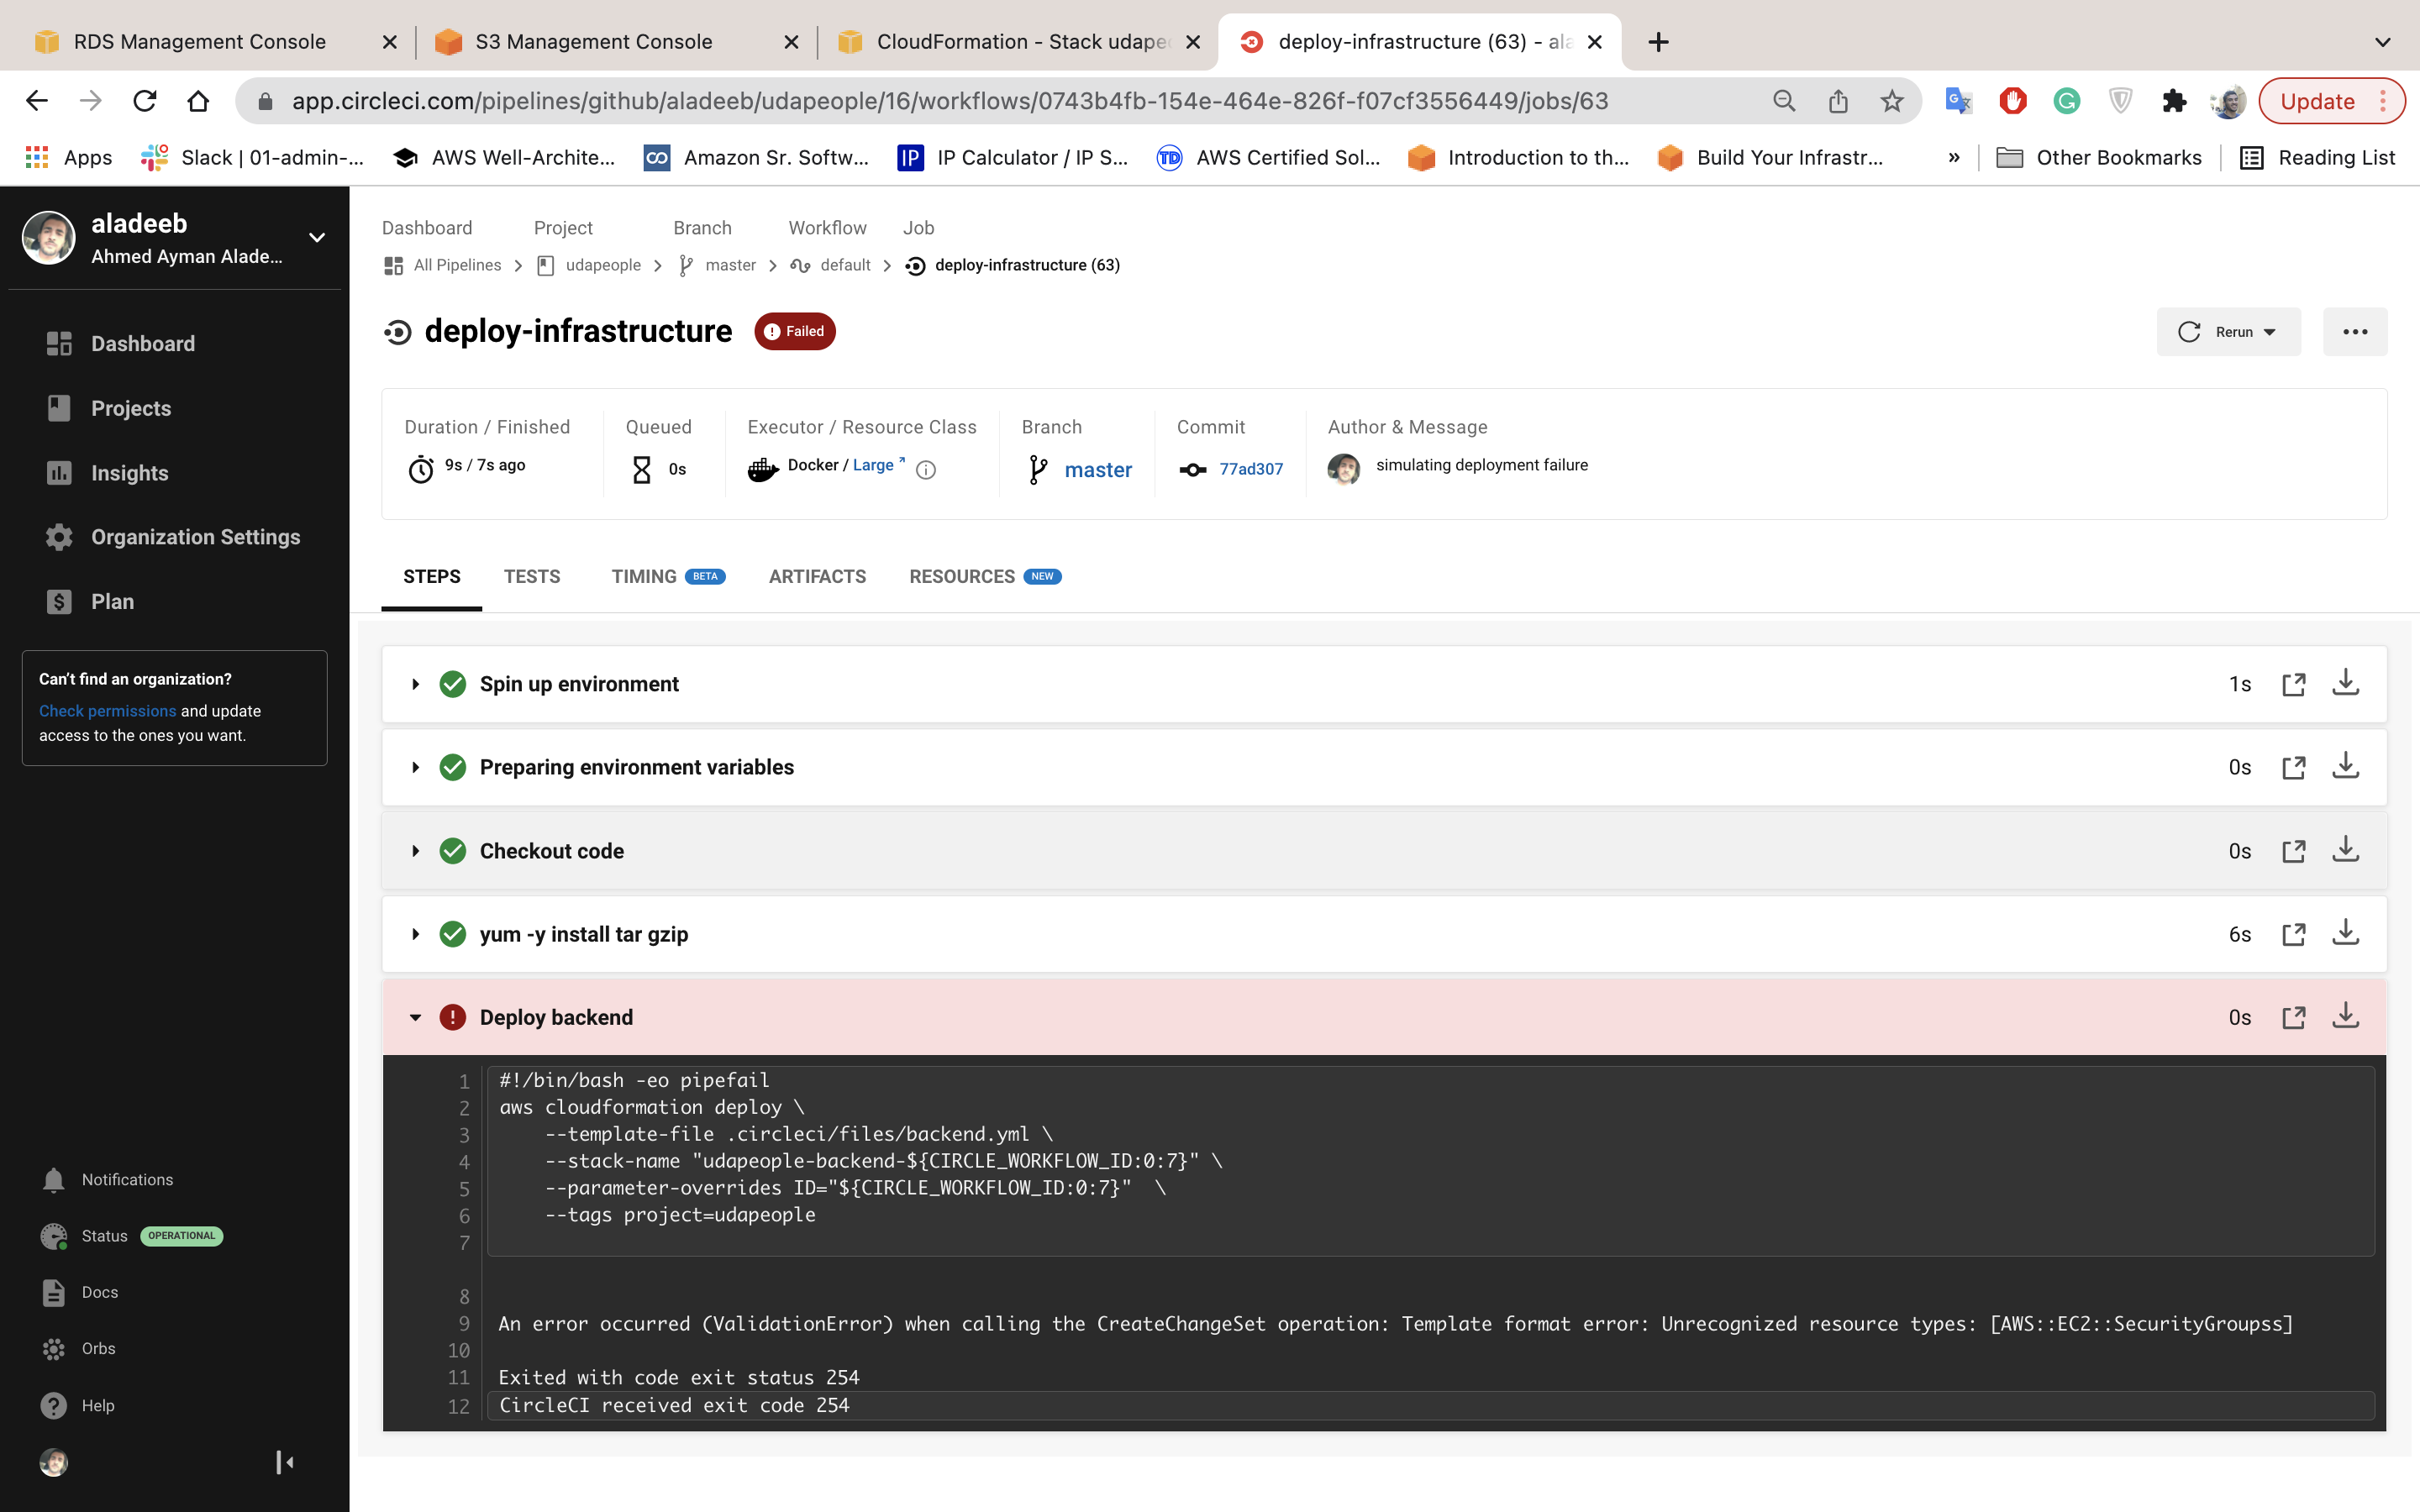 RDS Management Console
S3 Management Console
CloudFormation - Stack udape
deploy-infrastructure (63) - ala
app.circleci.com/pipelines/github/aladeeb/udapeople/16/workflows/0743b4fb-154e-464e-826f-f07cf3556449/jobs/63
Update
Apps
Slack | 01-admin-...
AWS Well-Archite...
Amazon Sr. Softw...
IP Calculator / IP S...
AWS Certified Sol...
Introduction to th...
Build Your Infrastr...
»
Other Bookmarks
Reading List
aladeeb
Ahmed Ayman Alade...
Dashboard
Projects
Insights
Organization Settings
Plan
Can't find an organization?
Check permissions and update
access to the ones you want.
Notifications
Status OPERATIONAL
Docs
Orbs
Help
Dashboard Project Branch Workflow Job
All Pipelines udapeople master default deploy-infrastructure (63)
deploy-infrastructure Failed
Rerun
Duration / Finished
9s / 7s ago
Queued
0s
Executor / Resource Class
Docker / Large
Branch
master
Commit
77ad307
Author & Message
simulating deployment failure
STEPS TESTS TIMING BETA ARTIFACTS RESOURCES NEW
Spin up environment 1s
Preparing environment variables 0s
Checkout code 0s
yum -y install tar gzip 6s
Deploy backend 0s
1 #!/bin/bash -eo pipefail
2 aws cloudformation deploy \
3 --template-file .circleci/files/backend.yml \
4 --stack-name "udapeople-backend-${CIRCLE_WORKFLOW_ID:0:7}" \
5 --parameter-overrides ID="${CIRCLE_WORKFLOW_ID:0:7}" \
6 --tags project=udapeople
7
8
9 An error occurred (ValidationError) when calling the CreateChangeSet operation: Template format error: Unrecognized resource types: [AWS::EC2::SecurityGroupss]
10
11 Exited with code exit status 254
12 CircleCI received exit code 254